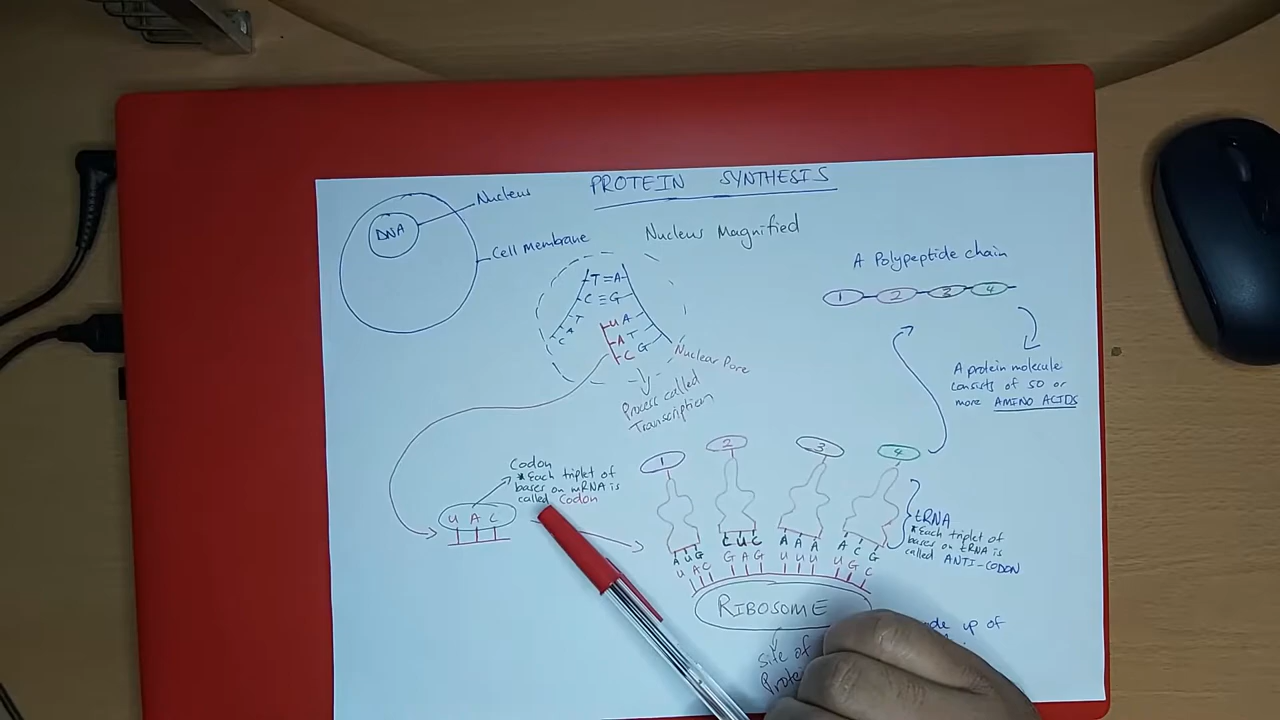 PROTEIN SYNTHESIS
Nucleus
DNA
Cell membrane
Nucleus Magnified
T=A
C≡G
T
A
C
U A
A T
C G
Nuclear Pore
Process called
Transcription
A Polypeptide chain
1 2 3 4
A protein molecule
consists of 50 or
more AMINO ACIDS
Codon
*Each triplet of
bases on mRNA is
called Codon
U A C
1 2 3 4
tRNA
*Each triplet of
bases on tRNA is
called ANTI-CODON
A U G C U C A A A A C G
U A C G A G U U U U G C
RIBOSOME
Site of
up of